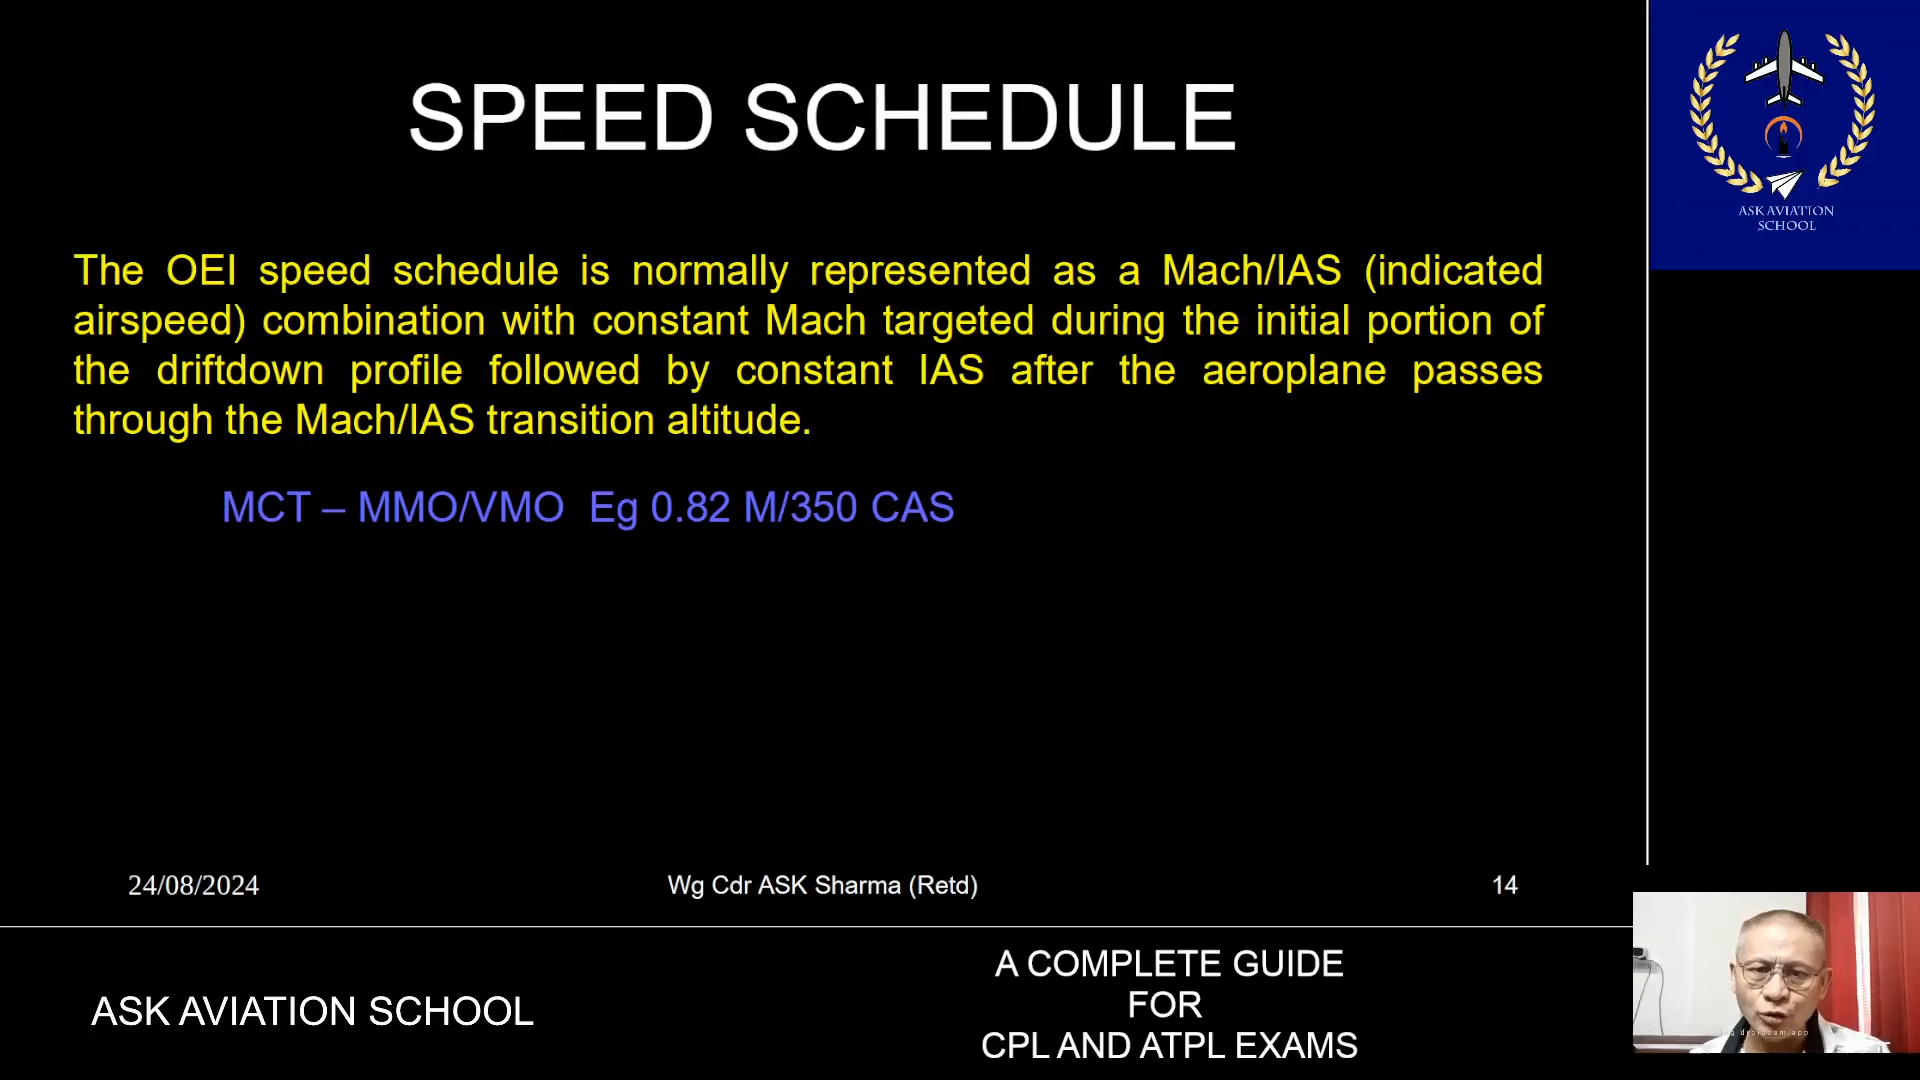 SPEED SCHEDULE
ASK AVIATION
SCHOOL
The OEI speed schedule is normally represented as a Mach/IAS (indicated
airspeed) combination with constant Mach targeted during the initial portion of
the driftdown profile followed by constant IAS after the aeroplane passes
through the Mach/IAS transition altitude.
MCT – MMO/VMO Eg 0.82 M/350 CAS
24/08/2024
Wg Cdr ASK Sharma (Retd)
14
ASK AVIATION SCHOOL
A COMPLETE GUIDE
FOR
CPL AND ATPL EXAMS